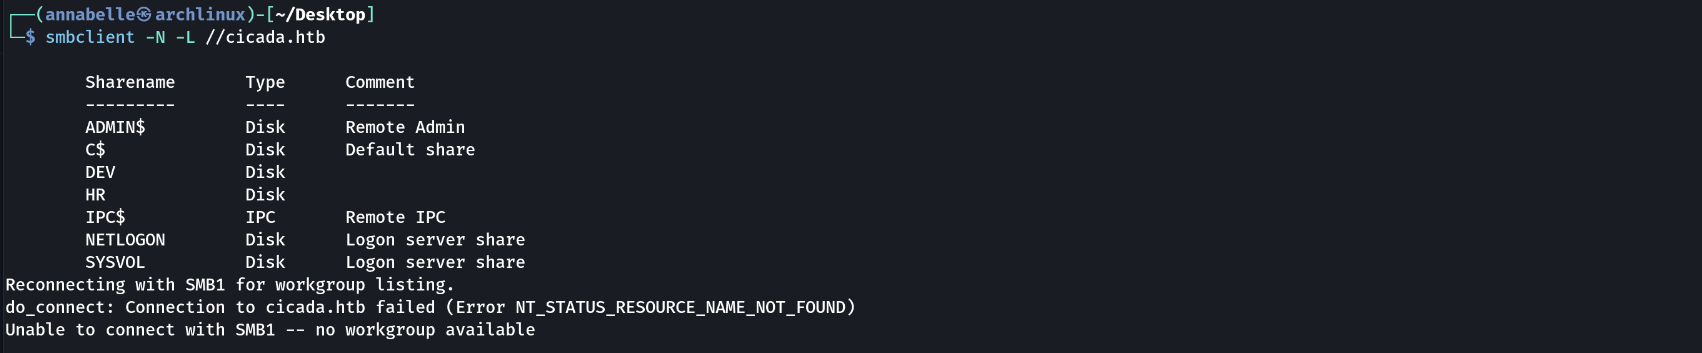 ┌──(annabelle㉿archlinux)-[~/Desktop]
└─$ smbclient -N -L //cicada.htb
Sharename       Type      Comment
---------       ----      -------
ADMIN$          Disk      Remote Admin
C$              Disk      Default share
DEV             Disk
HR              Disk
IPC$            IPC       Remote IPC
NETLOGON        Disk      Logon server share
SYSVOL          Disk      Logon server share
Reconnecting with SMB1 for workgroup listing.
do_connect: Connection to cicada.htb failed (Error NT_STATUS_RESOURCE_NAME_NOT_FOUND)
Unable to connect with SMB1 -- no workgroup available